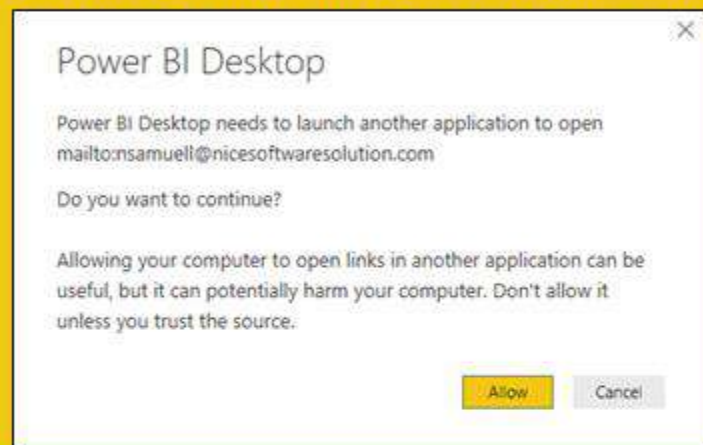 Power BI Desktop
Power BI Desktop needs to launch another application to open
mailto:nsamuell@nicesoftwaresolution.com
Do you want to continue?
Allowing your computer to open links in another application can be
useful, but it can potentially harm your computer. Don't allow it
unless you trust the source.
Allow
Cancel